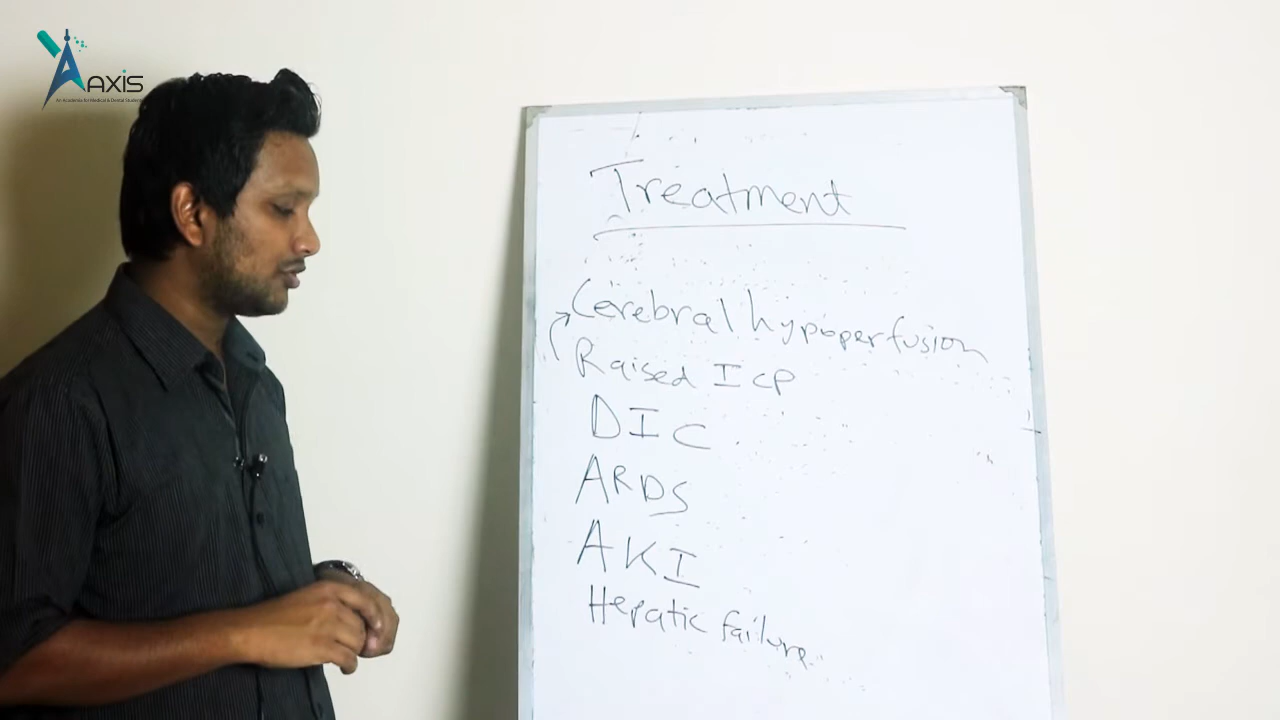 AXIS
An Academia for Medical & Dental Students
Treatment
Cerebral hypoperfusion
Raised ICP
DIC
ARDS
AKI
Hepatic failure